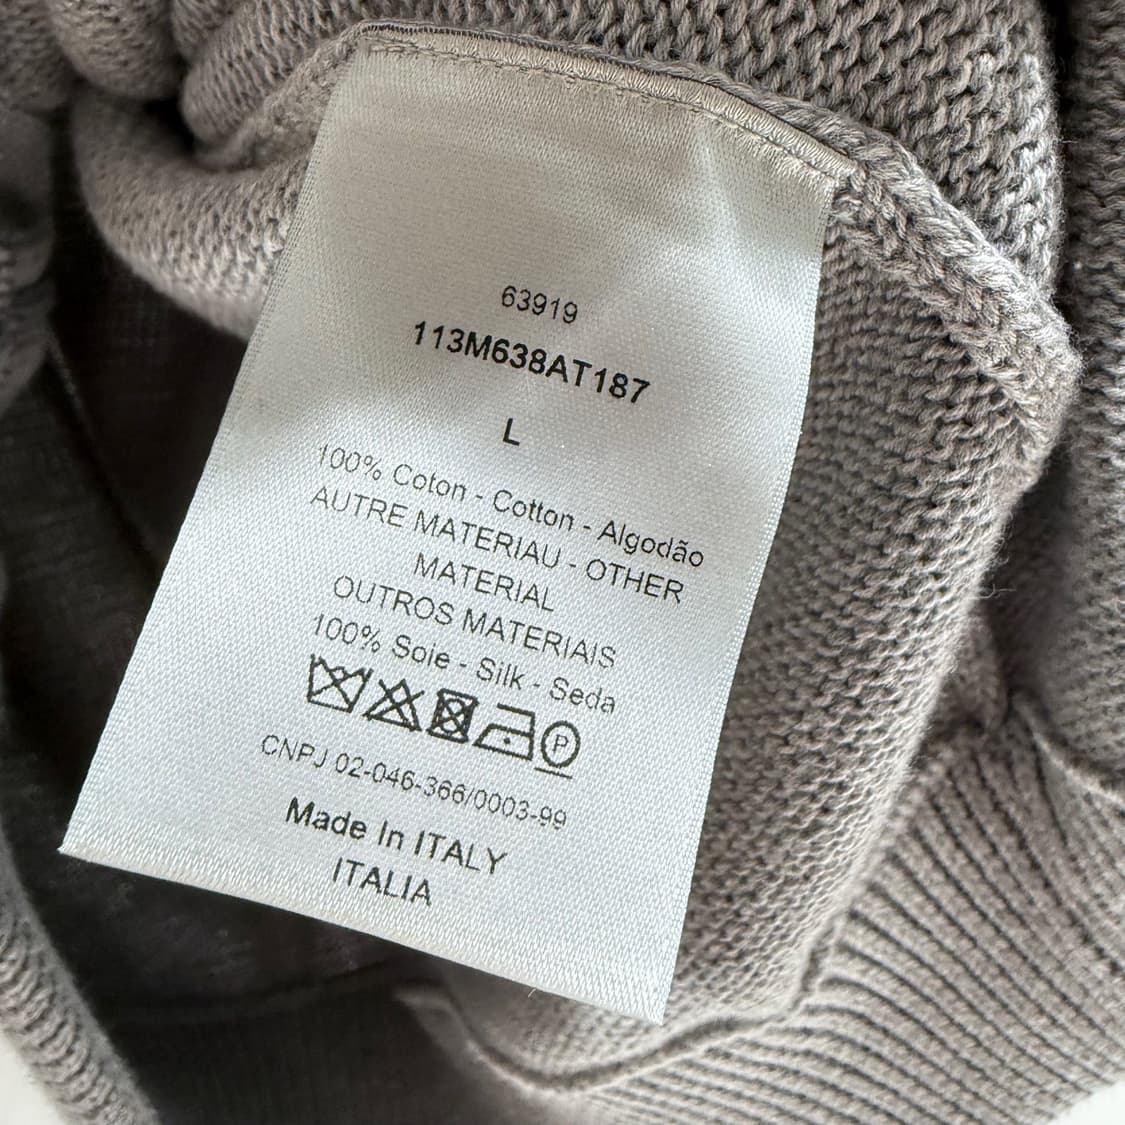 63919
113M638AT187
L
100% Coton - Cotton - Algodão
AUTRE MATERIAU - OTHER
MATERIAL
OUTROS MATERIAIS
100% Soie - Silk - Seda
P
CNPJ 02-046-366/0003-99
Made In ITALY
ITALIA